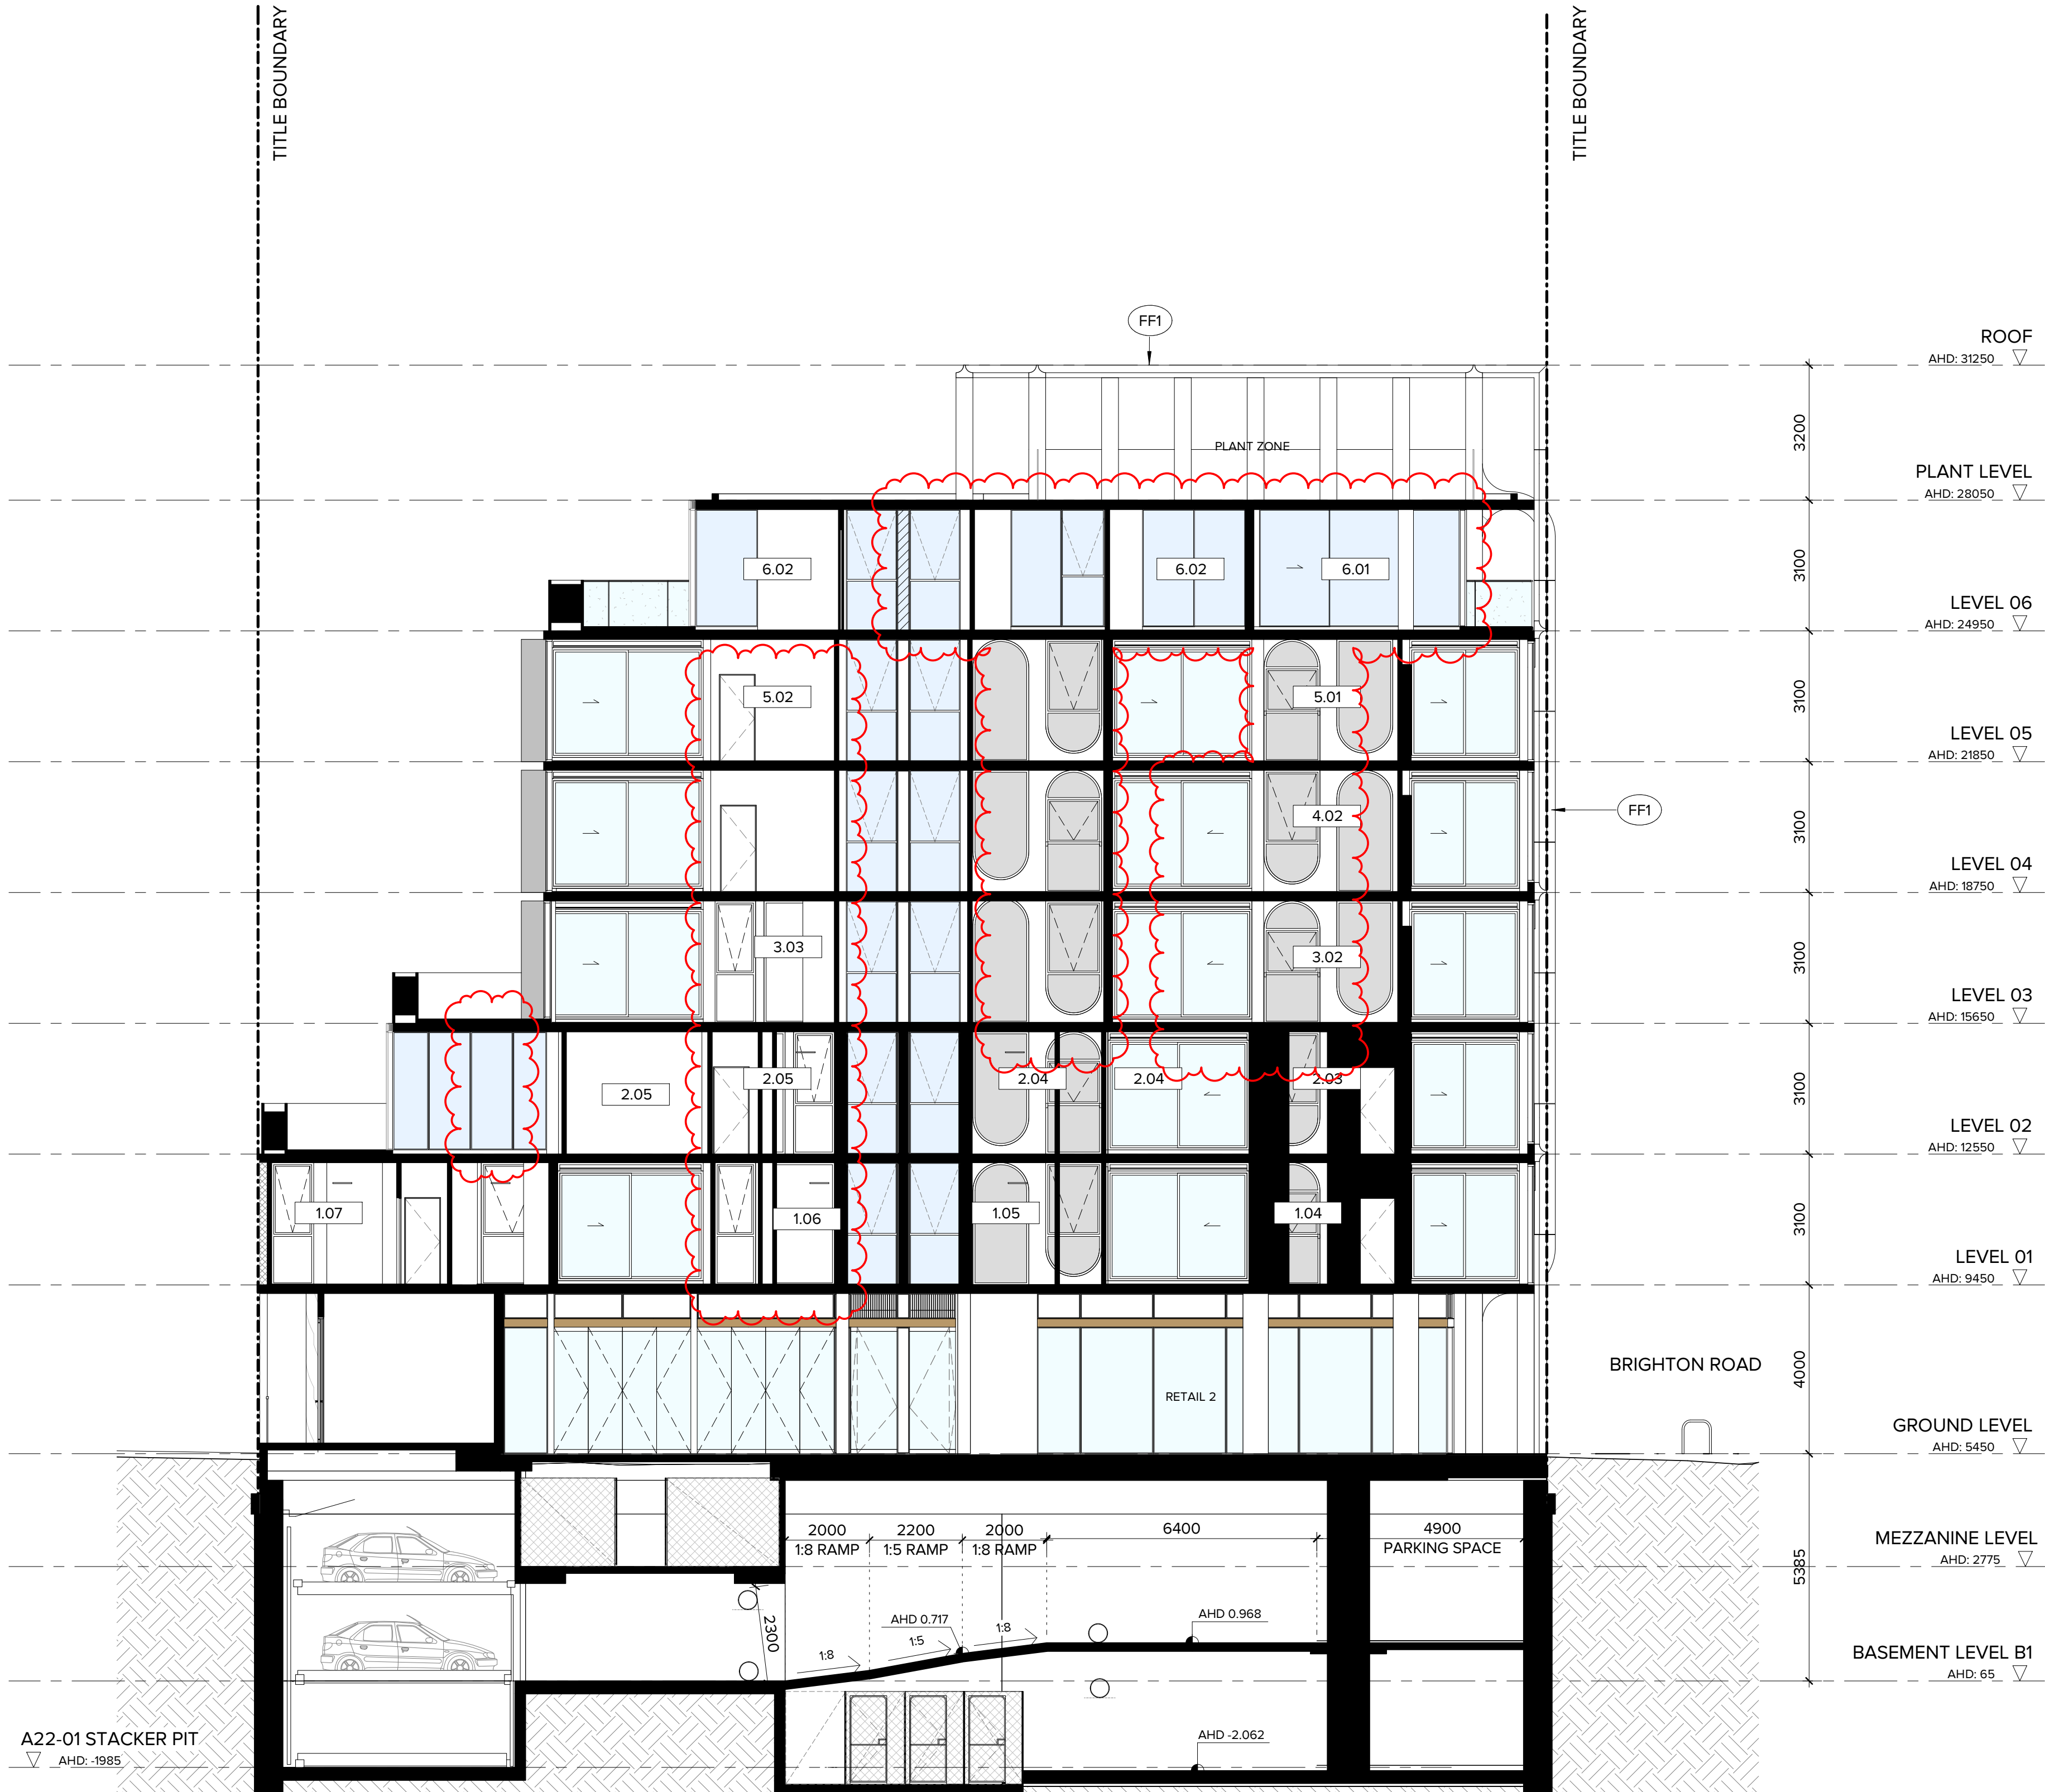 TITLE BOUNDARY
TITLE BOUNDARY
FF1
ROOF
AHD: 31250
3200
PLANT ZONE
PLANT LEVEL
AHD: 28050
6.02
6.02
6.01
3100
LEVEL 06
AHD: 24950
5.02
5.01
3100
LEVEL 05
AHD: 21850
FF1
4.02
3100
LEVEL 04
AHD: 18750
3.03
3.02
3100
LEVEL 03
AHD: 15650
2.05
2.05
2.04
2.04
2.03
3100
LEVEL 02
AHD: 12550
1.07
1.06
1.05
1.04
3100
LEVEL 01
AHD: 9450
BRIGHTON ROAD
4000
RETAIL 2
GROUND LEVEL
AHD: 5450
2000
1:8 RAMP
2200
1:5 RAMP
2000
1:8 RAMP
6400
4900
PARKING SPACE
MEZZANINE LEVEL
AHD: 2775
5385
2300
AHD 0.717
AHD 0.968
1:8
1:5
1:8
BASEMENT LEVEL B1
AHD: 65
A22-01 STACKER PIT
AHD: -1985
AHD -2.062